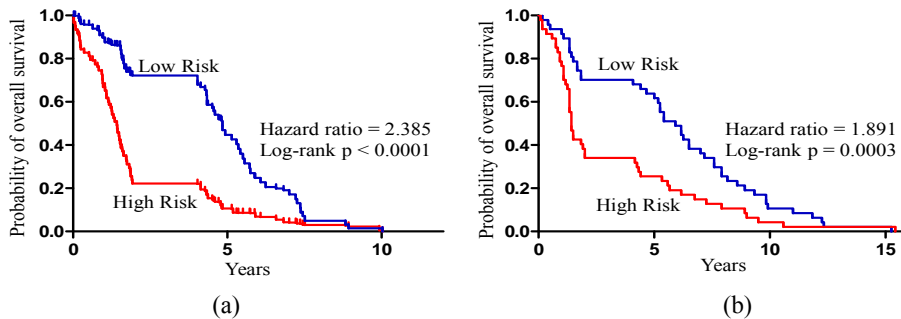 Probability of overall survival
1.0
0.8
0.6
0.4
0.2
0.0
Low Risk
Hazard ratio = 2.385
Log-rank p < 0.0001
High Risk
0
5
10
Years
(a)
Probability of overall survival
1.0
0.8
0.6
0.4
0.2
0.0
Low Risk
Hazard ratio = 1.891
Log-rank p = 0.0003
High Risk
0
5
10
15
Years
(b)